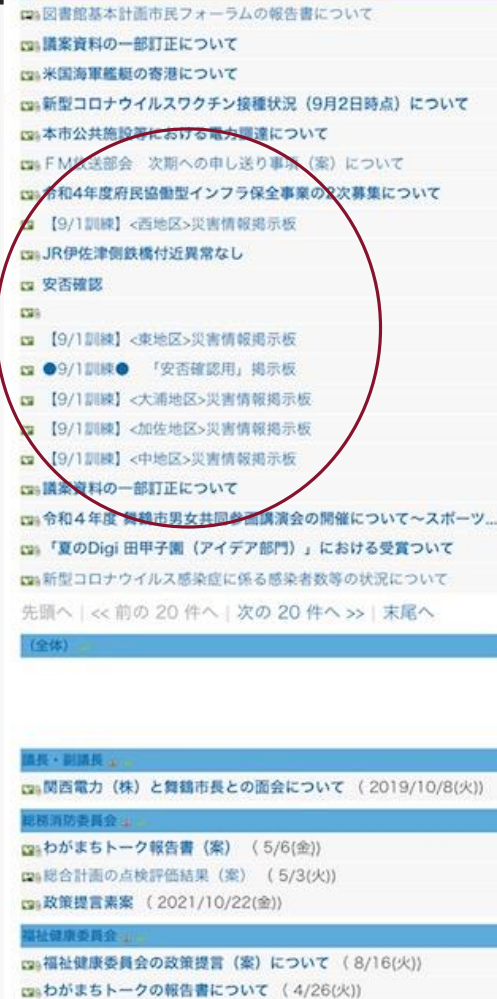 図書館基本計画市民フォーラムの報告書について
議案資料の一部訂正について
米国海軍艦艇の寄港について
新型コロナウイルスワクチン接種状況（9月2日時点）について
本市公共施設等における電力調達について
ＦＭ放送部会　次期への申し送り事項（案）について
令和4年度府民協働型インフラ保全事業の2次募集について
【9/1訓練】<西地区>災害情報掲示板
JR伊佐津側鉄橋付近異常なし
安否確認
【9/1訓練】<東地区>災害情報掲示板
●9/1訓練●　「安否確認用」掲示板
【9/1訓練】<大浦地区>災害情報掲示板
【9/1訓練】<加佐地区>災害情報掲示板
【9/1訓練】<中地区>災害情報掲示板
議案資料の一部訂正について
令和４年度 舞鶴市男女共同参画講演会の開催について～スポーツ...
「夏のDigi 田甲子園（アイデア部門）」における受賞ついて
新型コロナウイルス感染症に係る感染者数等の状況について
先頭へ | << 前の 20 件へ | 次の 20 件へ >> | 末尾へ
（全体）
議長・副議長
関西電力（株）と舞鶴市長との面会について （ 2019/10/8(火))
総務消防委員会
わがまちトーク報告書（案） （ 5/6(金))
総合計画の点検評価結果（案） （ 5/3(火))
政策提言素案 （ 2021/10/22(金))
福祉健康委員会
福祉健康委員会の政策提言（案）について （ 8/16(火))
わがまちトークの報告書について （ 4/26(火))